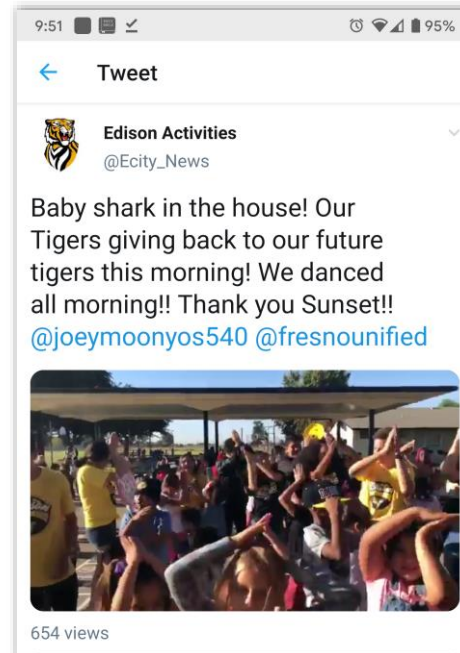 9:51
95%
Tweet
Edison Activities
@Ecity_News
Baby shark in the house! Our
Tigers giving back to our future
tigers this morning! We danced
all morning!! Thank you Sunset!!
@joeymoonyos540 @fresnounified
654 views